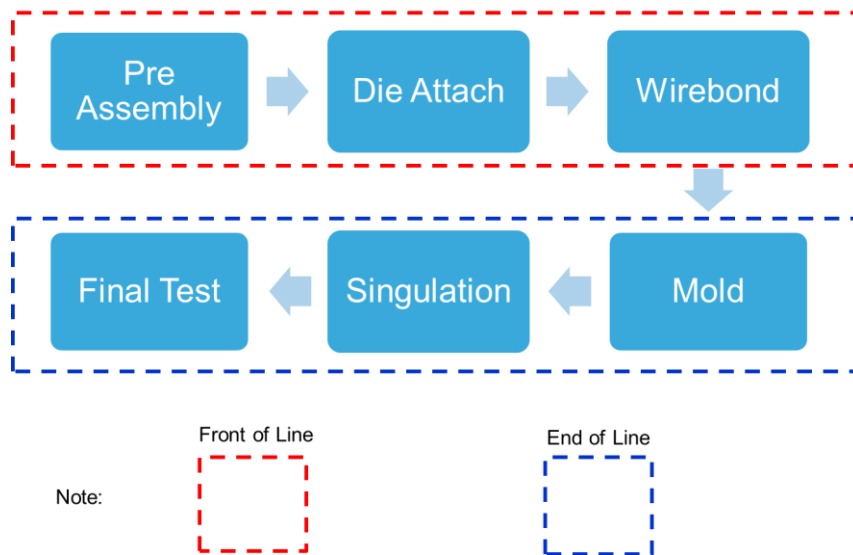 Pre
Assembly
Die Attach
Wirebond
Final Test
Singulation
Mold
Front of Line
End of Line
Note: